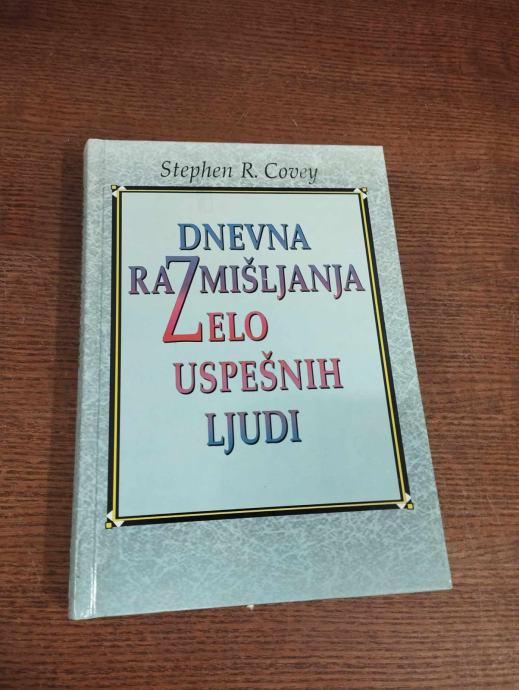 Stephen R. Covey
DNEVNA
RAZMIŠLJANJA
ZELO
USPEŠNIH
LJUDI